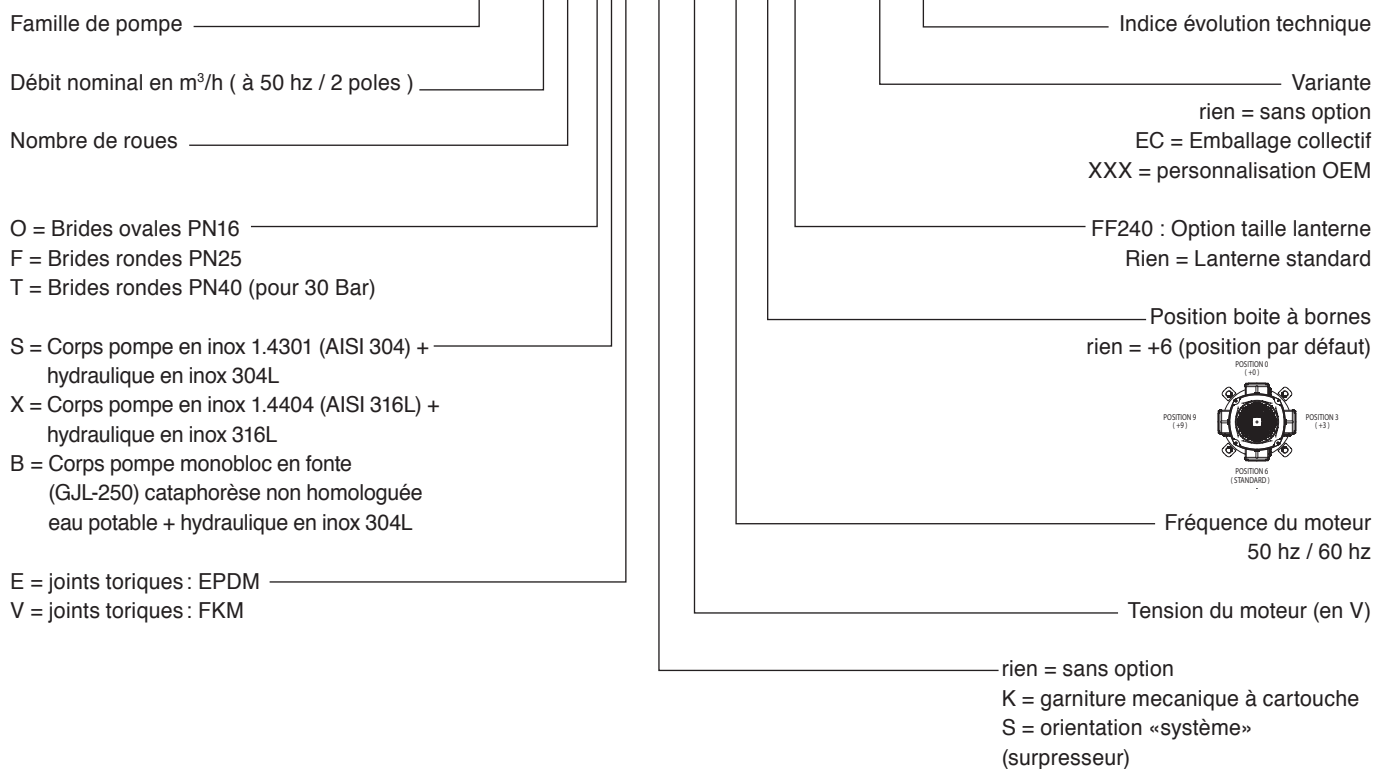 Famille de pompe
Débit nominal en m³/h ( à 50 hz / 2 poles )
Nombre de roues
O = Brides ovales PN16
F = Brides rondes PN25
T = Brides rondes PN40 (pour 30 Bar)
S = Corps pompe en inox 1.4301 (AISI 304) +
hydraulique en inox 304L
X = Corps pompe en inox 1.4404 (AISI 316L) +
hydraulique en inox 316L
B = Corps pompe monobloc en fonte
(GJL-250) cataphorèse non homologuée
eau potable + hydraulique en inox 304L
E = joints toriques : EPDM
V = joints toriques : FKM
Indice évolution technique
Variante
rien = sans option
EC = Emballage collectif
XXX = personnalisation OEM
FF240 : Option taille lanterne
Rien = Lanterne standard
Position boite à bornes
rien = +6 (position par défaut)
POSITION 0
( +0 )
POSITION 9
( +9 )
POSITION 3
( +3 )
POSITION 6
( STANDARD )
Fréquence du moteur
50 hz / 60 hz
Tension du moteur (en V)
rien = sans option
K = garniture mecanique à cartouche
S = orientation «système»
(surpresseur)